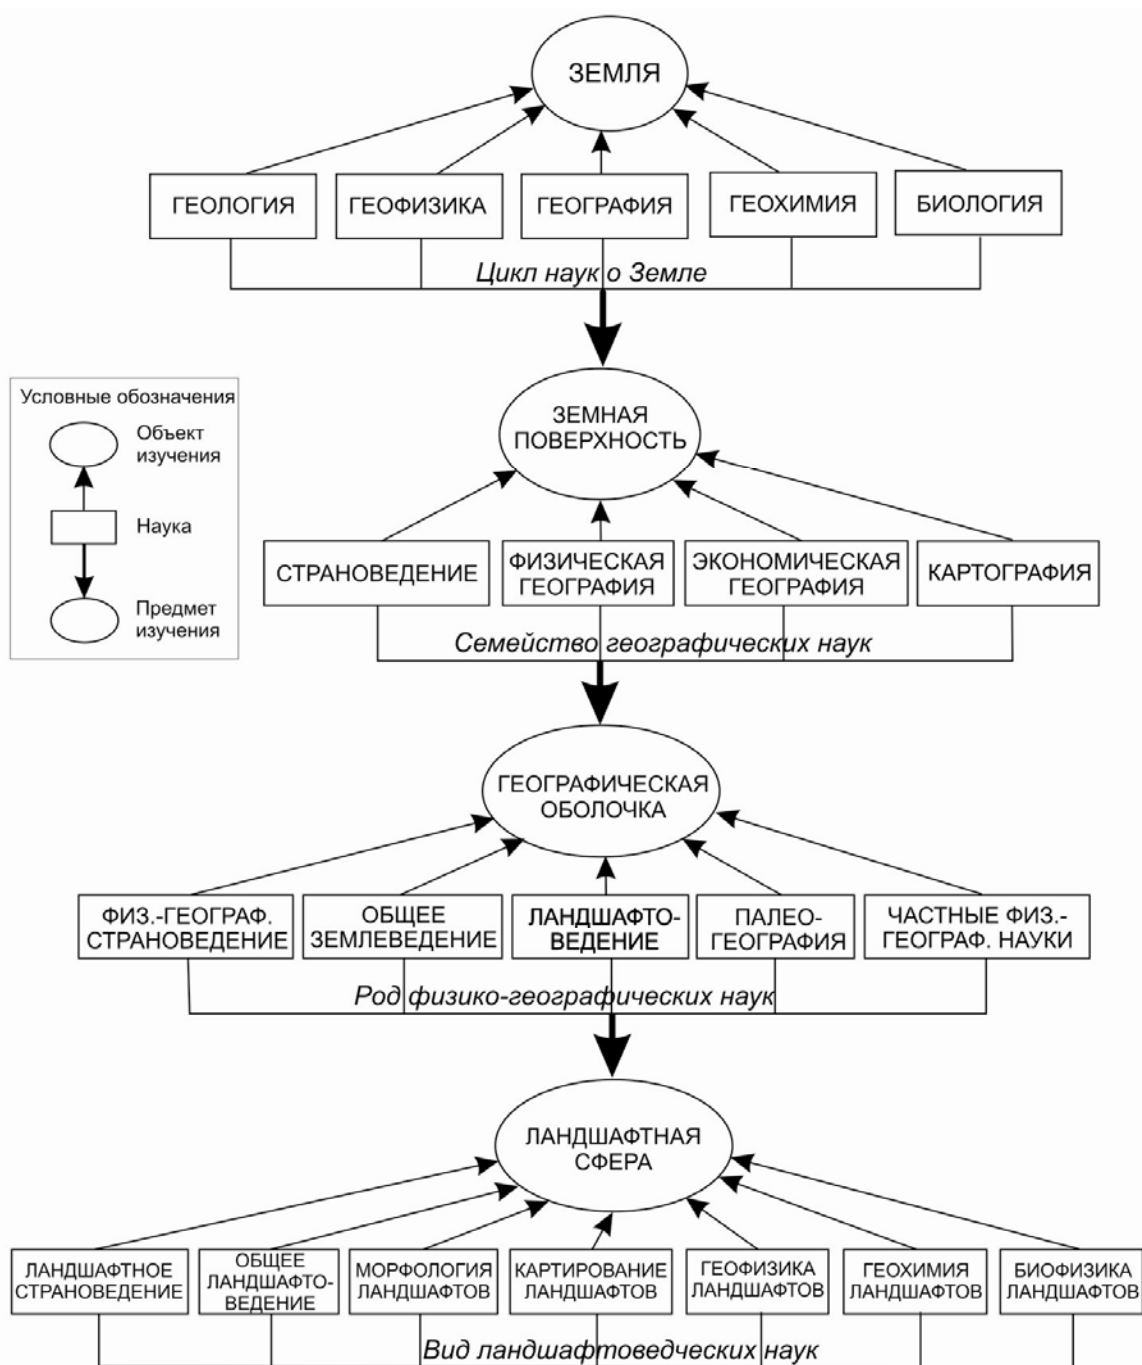 ЗЕМЛЯ
ГЕОЛОГИЯ
ГЕОФИЗИКА
ГЕОГРАФИЯ
ГЕОХИМИЯ
БИОЛОГИЯ
Цикл наук о Земле
Условные обозначения
Объект
изучения
Наука
Предмет
изучения
ЗЕМНАЯ
ПОВЕРХНОСТЬ
СТРАНОВЕДЕНИЕ
ФИЗИЧЕСКАЯ
ГЕОГРАФИЯ
ЭКОНОМИЧЕСКАЯ
ГЕОГРАФИЯ
КАРТОГРАФИЯ
Семейство географических наук
ГЕОГРАФИЧЕСКАЯ
ОБОЛОЧКА
ФИЗ.-ГЕОГРАФ.
СТРАНОВЕДЕНИЕ
ОБЩЕЕ
ЗЕМЛЕВЕДЕНИЕ
ЛАНДШАФТО-
ВЕДЕНИЕ
ПАЛЕО-
ГЕОГРАФИЯ
ЧАСТНЫЕ ФИЗ.-
ГЕОГРАФ. НАУКИ
Род физико-географических наук
ЛАНДШАФТНАЯ
СФЕРА
ЛАНДШАФТНОЕ
СТРАНОВЕДЕНИЕ
ОБЩЕЕ
ЛАНДШАФТО-
ВЕДЕНИЕ
МОРФОЛОГИЯ
ЛАНДШАФТОВ
КАРТИРОВАНИЕ
ЛАНДШАФТОВ
ГЕОФИЗИКА
ЛАНДШАФТОВ
ГЕОХИМИЯ
ЛАНДШАФТОВ
БИОФИЗИКА
ЛАНДШАФТОВ
Вид ландшафтоведческих наук